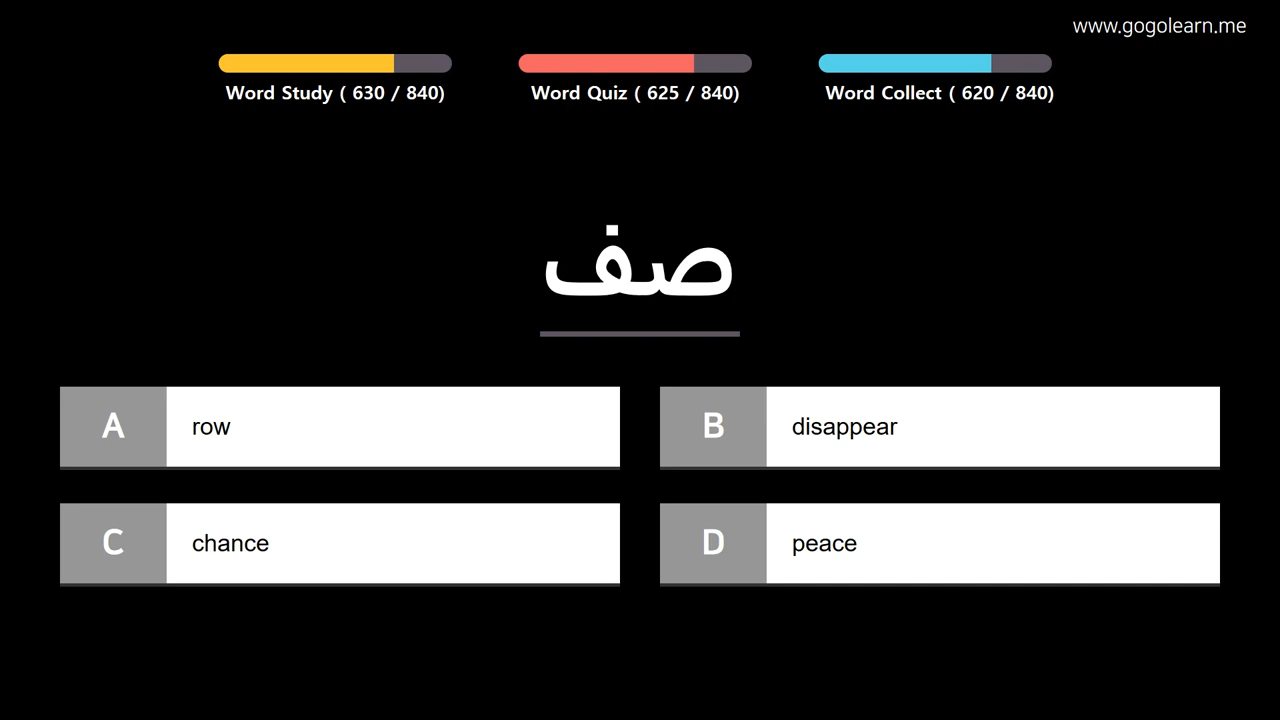 www.gogolearn.me
Word Study ( 630 / 840)
Word Quiz ( 625 / 840)
Word Collect ( 620 / 840)
صف
A row
B disappear
C chance
D peace